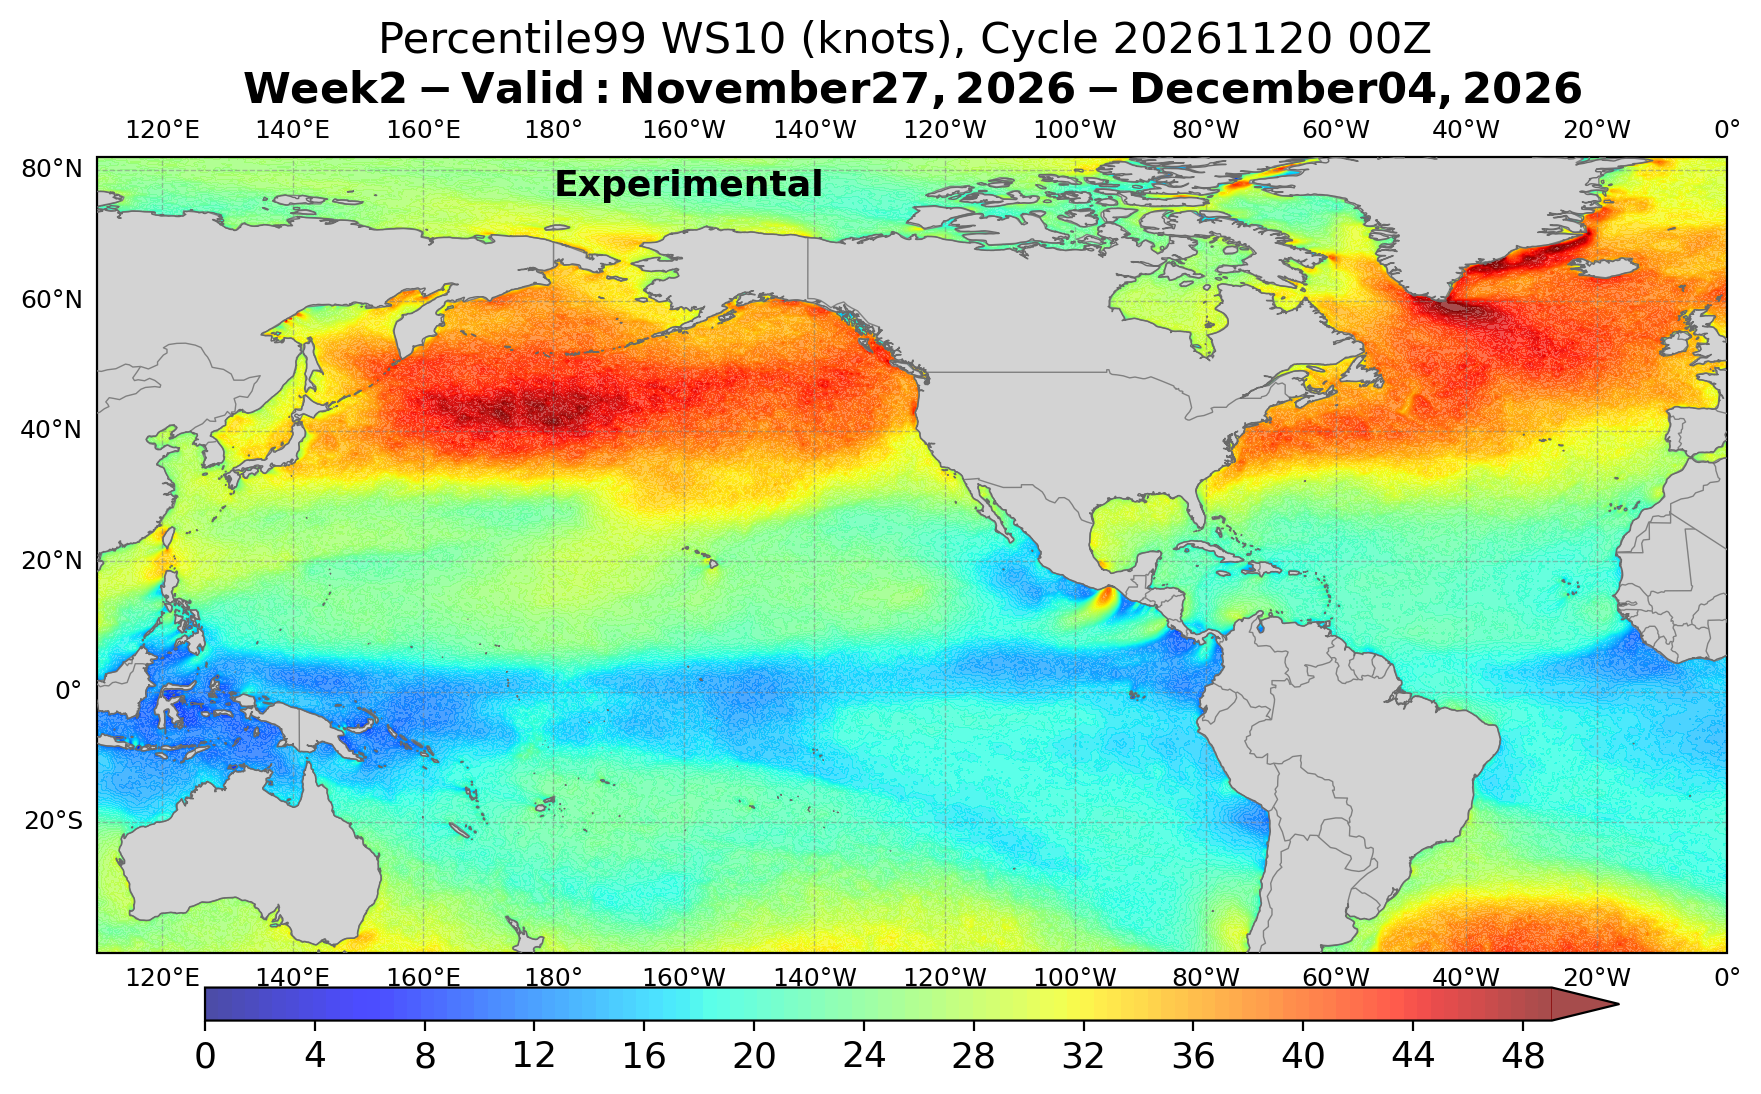 Percentile99 WS10 (knots), Cycle 20261120 00Z
Week2 − Valid : November27, 2026 − December04, 2026
120°E 140°E 160°E 180° 160°W 140°W 120°W 100°W 80°W 60°W 40°W 20°W 0°
80°N
Experimental
60°N
40°N
20°N
0°
20°S
120°E 140°E 160°E 180° 160°W 140°W 120°W 100°W 80°W 60°W 40°W 20°W 0°
0 4 8 12 16 20 24 28 32 36 40 44 48